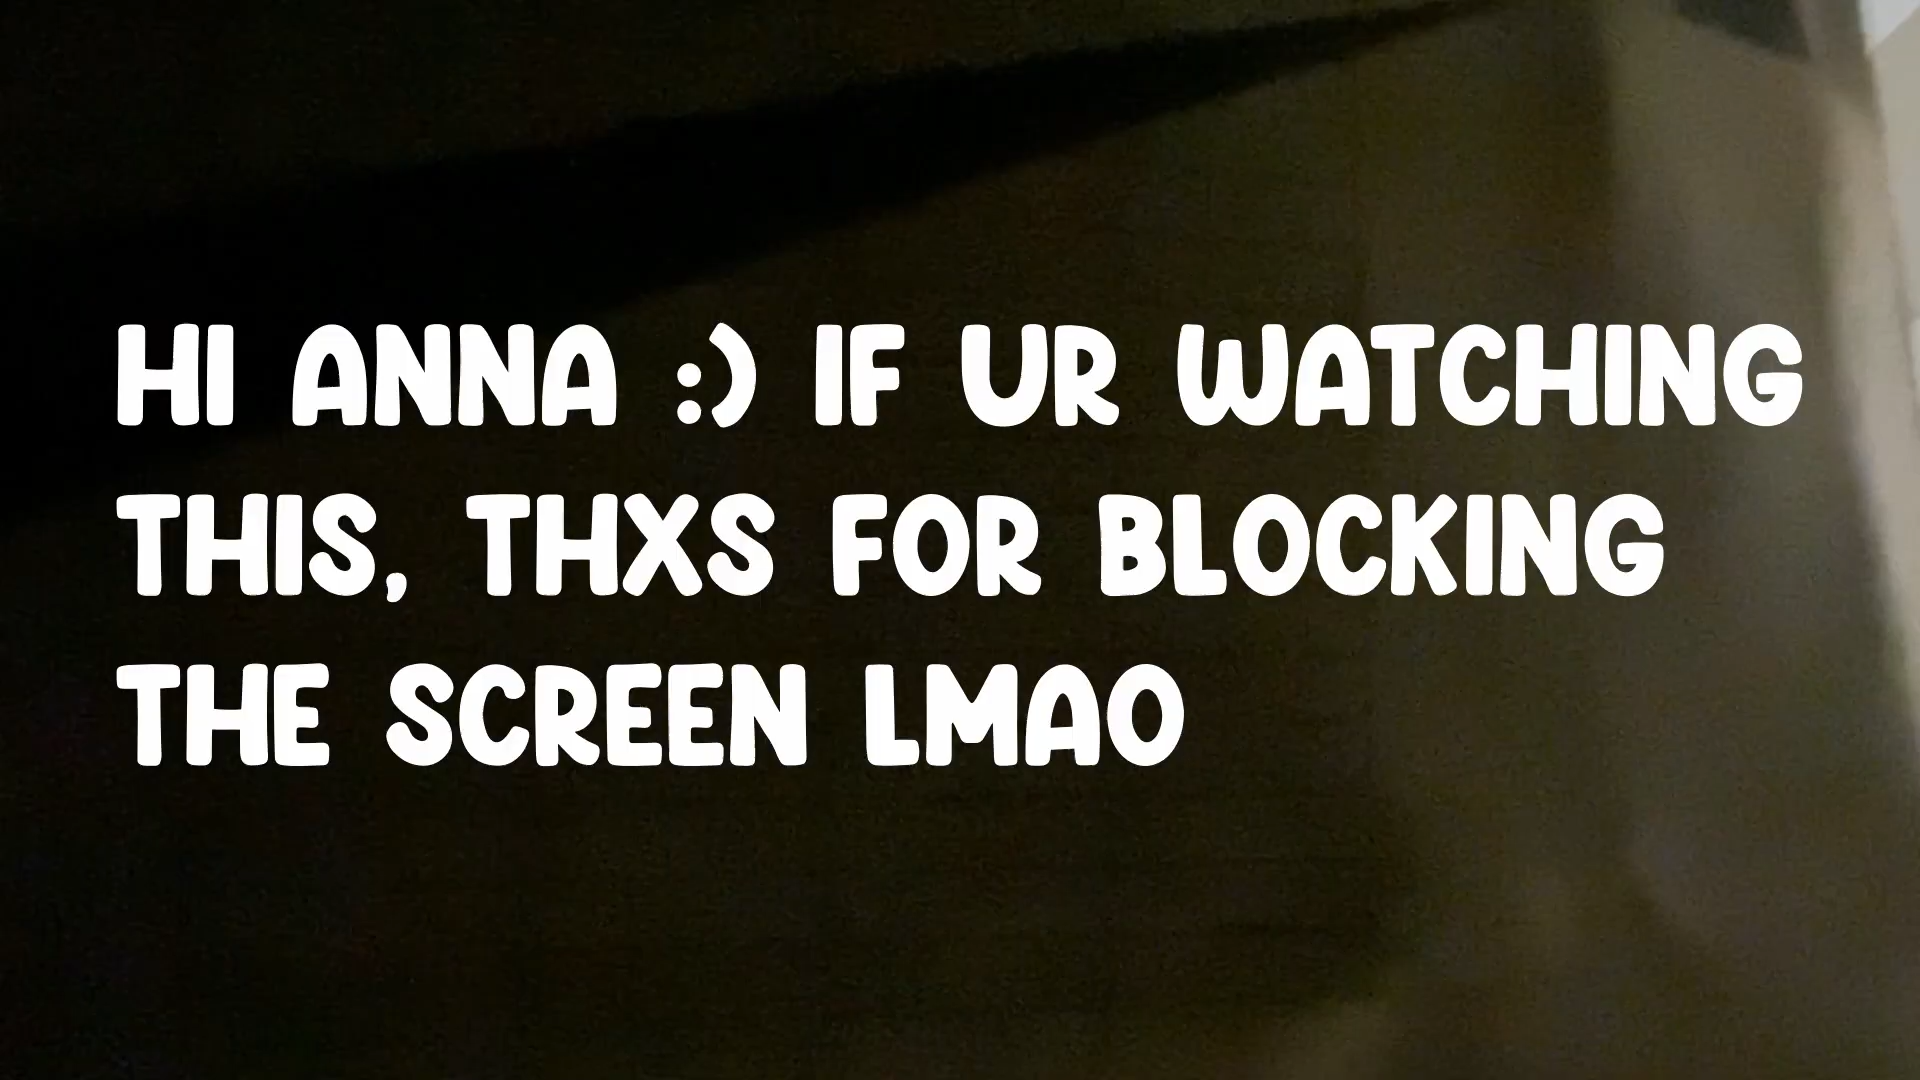 HI ANNA :) IF UR WATCHING
THIS, THXS FOR BLOCKING
THE SCREEN LMAO